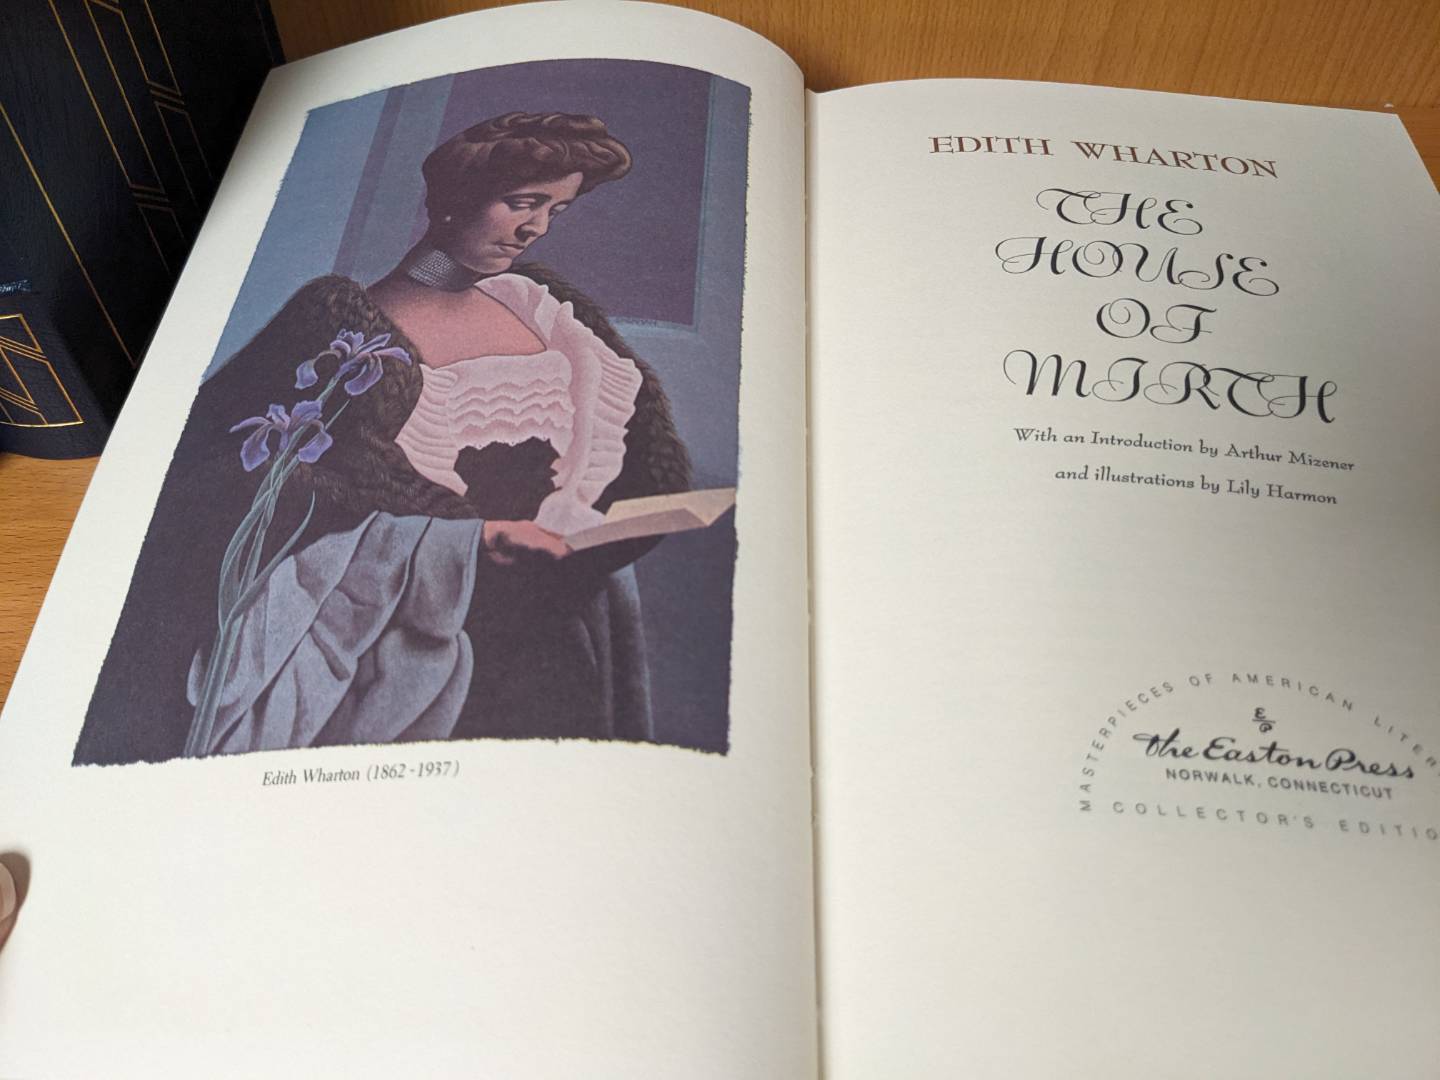 Edith Wharton (1862-1937)
EDITH WHARTON
THE
HOUSE
OF
MIRTH
With an Introduction by Arthur Mizener
and illustrations by Lily Harmon
MASTERPIECES OF AMERICAN
E/P
The Easton Press
NORWALK, CONNECTICUT
COLLECTOR'S